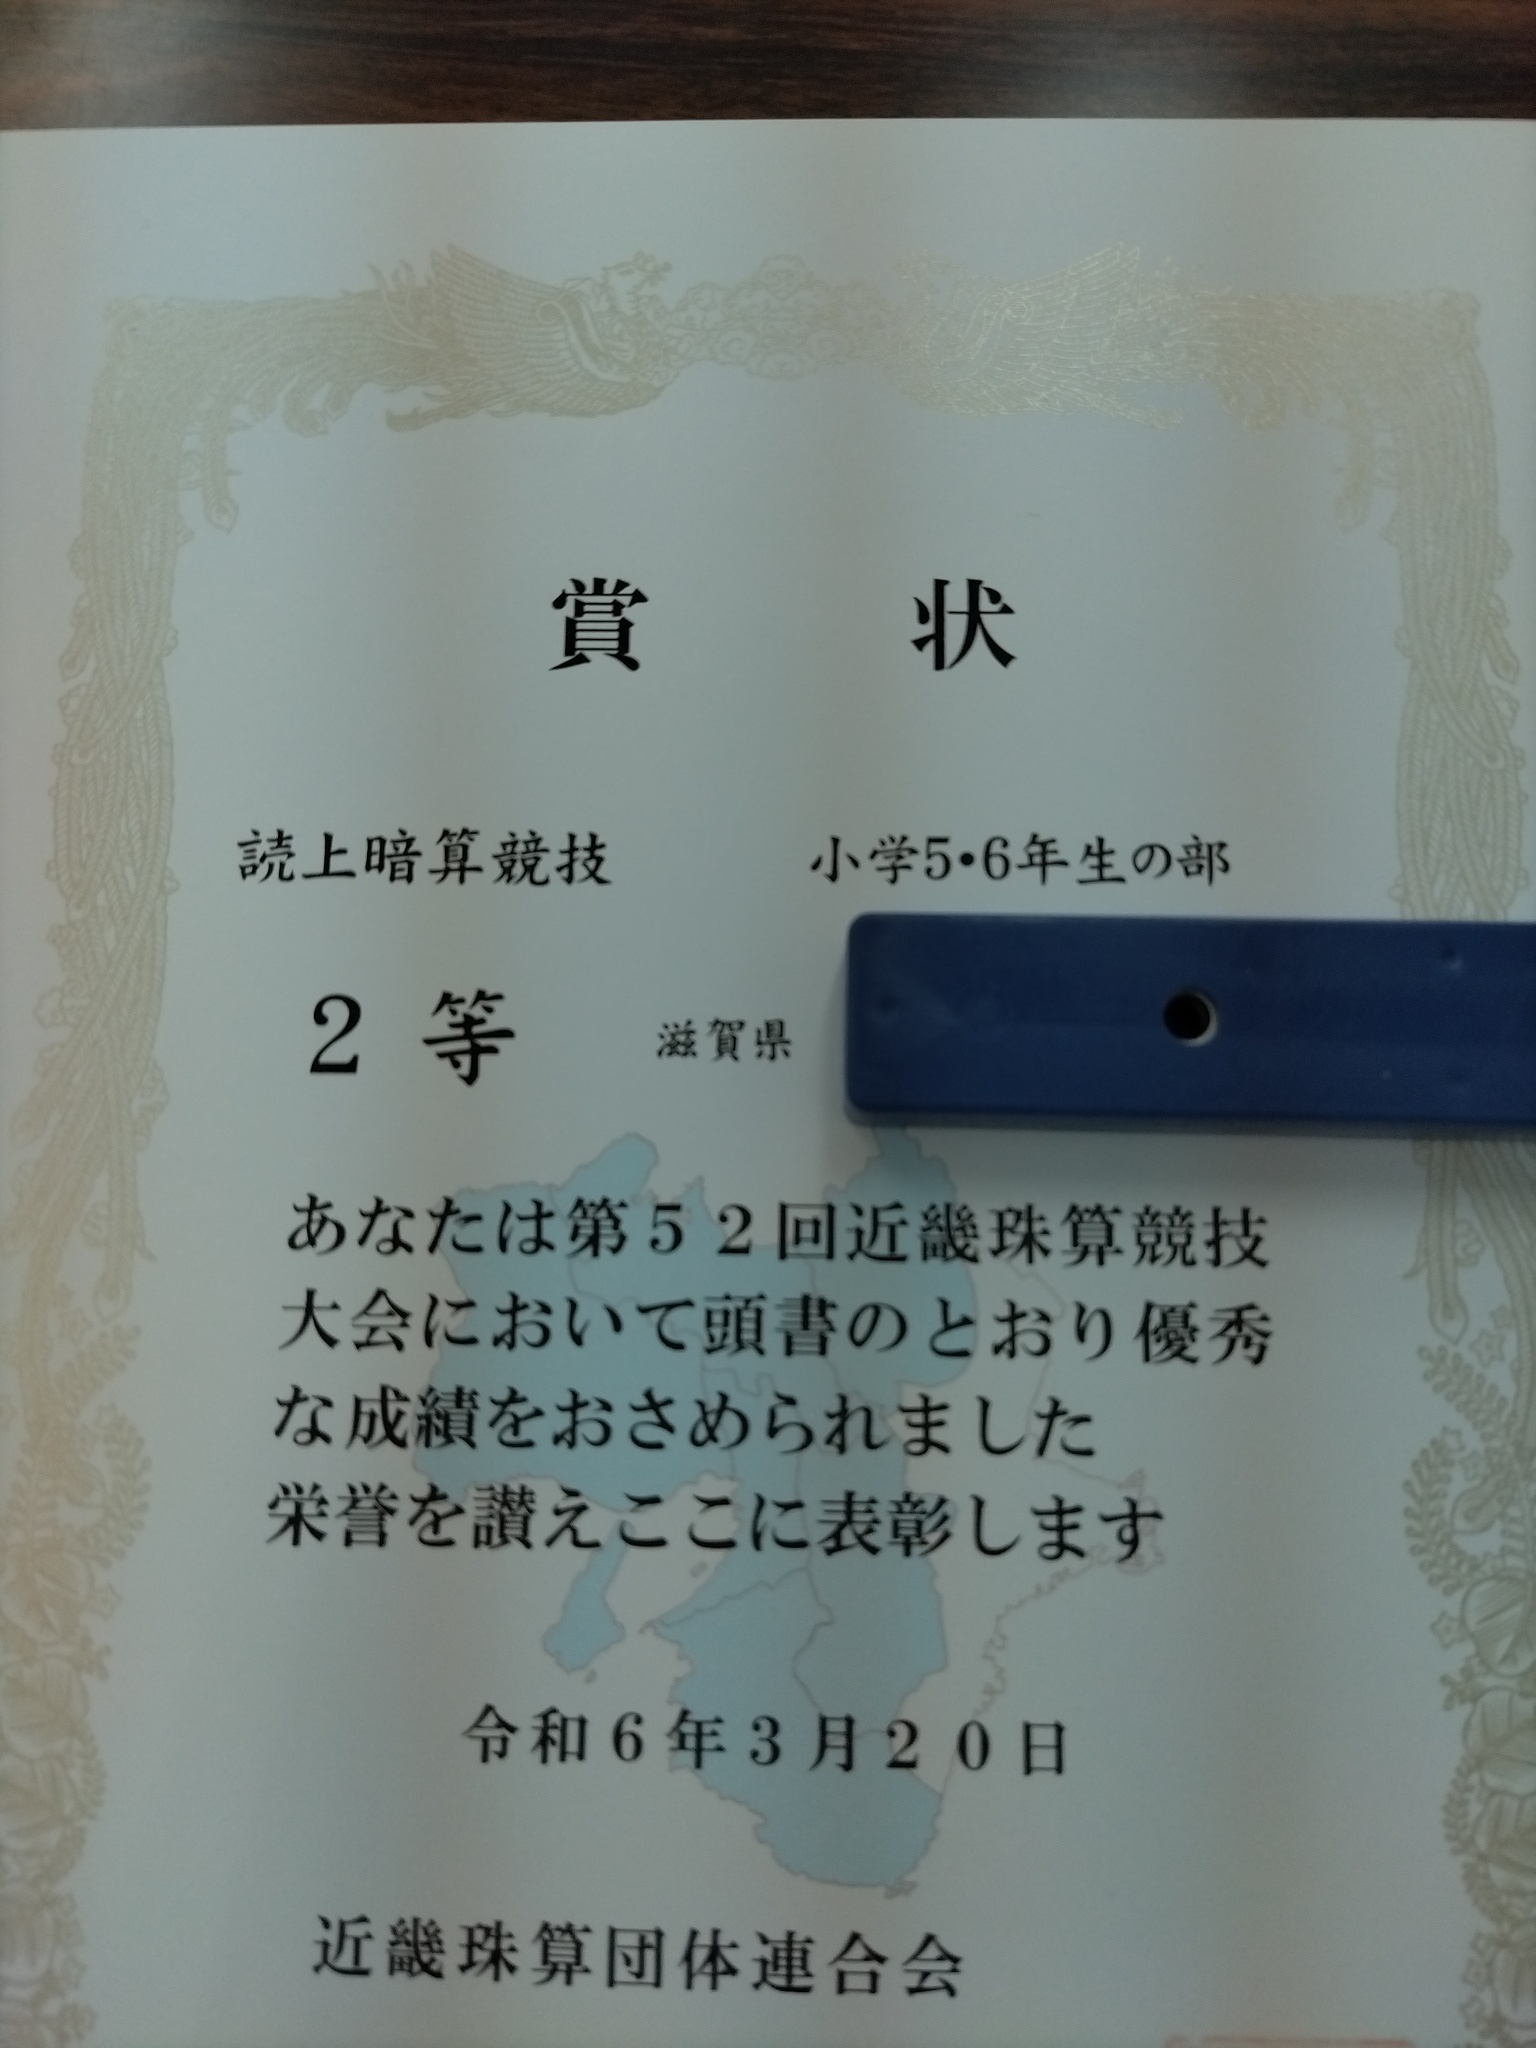 賞状
読上暗算競技 小学5・6年生の部
2等 滋賀県
あなたは第52回近畿珠算競技
大会において頭書のとおり優秀
な成績をおさめられました
栄誉を讃えここに表彰します
令和6年3月20日
近畿珠算団体連合会